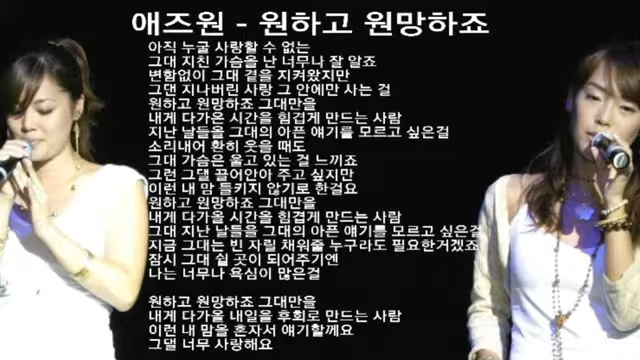 애즈원 - 원하고 원망하죠
아직 누굴 사랑할 수 없는
그대 지친 가슴을 난 너무나 잘 알죠
변함없이 그대 곁을 지켜왔지만
그댄 지나버린 사랑 그 안에만 사는 걸
원하고 원망하죠 그대만을
내게 다가온 시간을 힘겹게 만드는 사람
지난 날들을 그대의 아픈 얘기를 모르고 싶은걸
소리내어 환히 웃을 때도
그대 가슴은 울고 있는 걸 느끼죠
그런 그댈 끌어안아 주고 싶지만
이런 내 맘 들키지 않기로 한걸요
원하고 원망하죠 그대만을
내게 다가올 시간을 힘겹게 만드는 사람
그대 지난 날들을 그대의 아픈 얘기를 모르고 싶은걸
지금 그대는 빈 자릴 채워줄 누구라도 필요한거겠죠
잠시 그대 쉴 곳이 되어주기엔
나는 너무나 욕심이 많은걸
원하고 원망하죠 그대만을
내게 다가올 내일을 후회로 만드는 사람
이런 내 맘을 혼자서 얘기할께요
그댈 너무 사랑해요